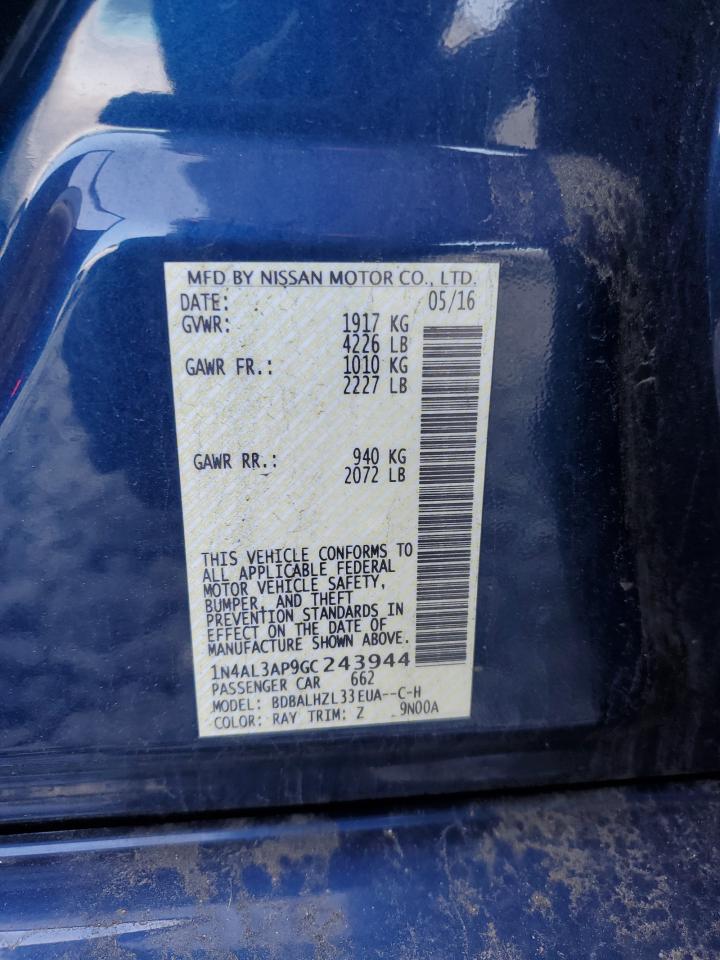 MFD BY NISSAN MOTOR CO., LTD.
DATE: 05/16
GVWR: 1917 KG
4226 LB
GAWR FR.: 1010 KG
2227 LB
GAWR RR.: 940 KG
2072 LB
THIS VEHICLE CONFORMS TO
ALL APPLICABLE FEDERAL
MOTOR VEHICLE SAFETY,
BUMPER, AND THEFT
PREVENTION STANDARDS IN
EFFECT ON THE DATE OF
MANUFACTURE SHOWN ABOVE.
1N4AL3AP9GC243944
PASSENGER CAR 662
MODEL: BDBALHZL33EUA--C-H
COLOR: RAY TRIM: Z 9N00A